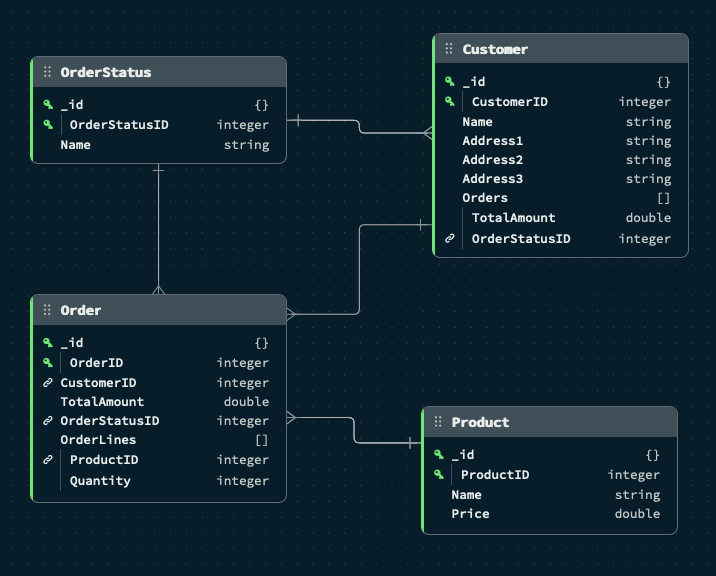 OrderStatus
_id {}
OrderStatusID integer
Name string
Customer
_id {}
CustomerID integer
Name string
Address1 string
Address2 string
Address3 string
Orders []
TotalAmount double
OrderStatusID integer
Order
_id {}
OrderID integer
CustomerID integer
TotalAmount double
OrderStatusID integer
OrderLines []
ProductID integer
Quantity integer
Product
_id {}
ProductID integer
Name string
Price double